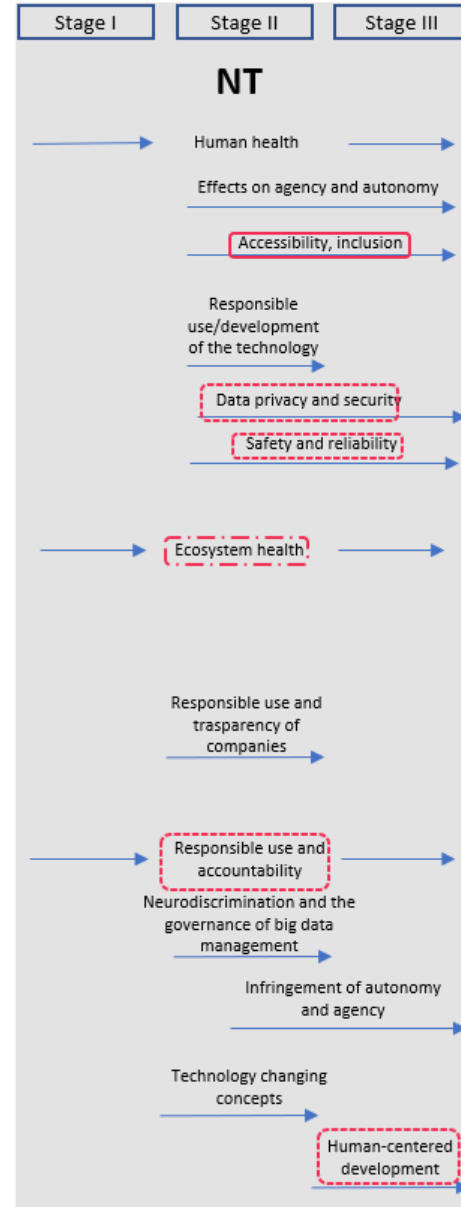 Stage I
Stage II
Stage III
NT
Human health
Effects on agency and autonomy
Accessibility, inclusion
Responsible
use/development
of the technology
Data privacy and security
Safety and reliability
Ecosystem health
Responsible use and
trasparency of
companies
Responsible use and
accountability
Neurodiscrimination and the
governance of big data
management
Infringement of autonomy
and agency
Technology changing
concepts
Human-centered
development